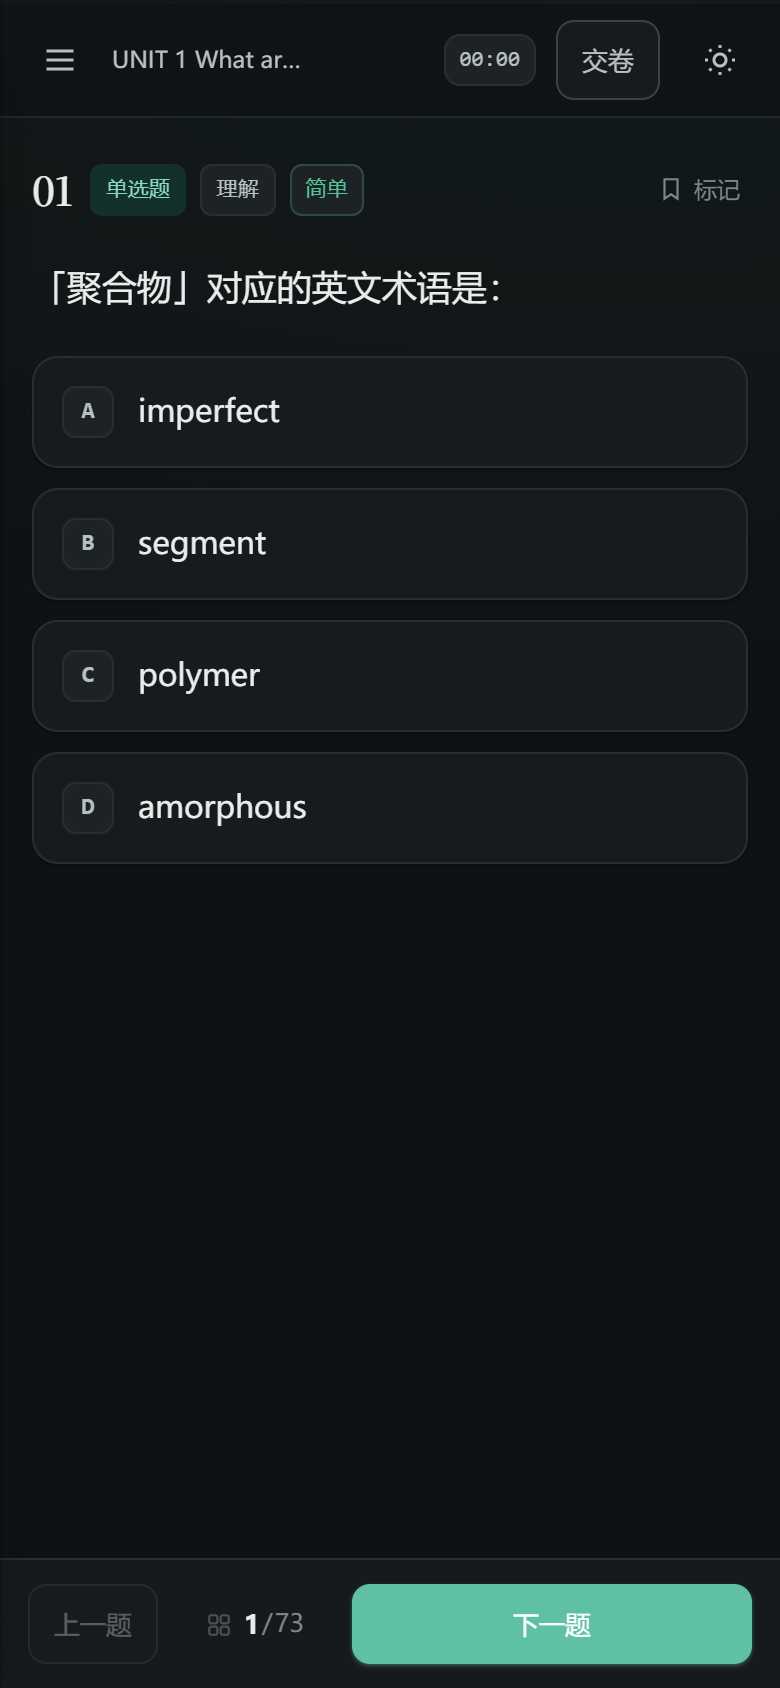 UNIT 1 What ar...
00:00
交卷
01 单选题 理解 简单 标记
「聚合物」对应的英文术语是：
A imperfect
B segment
C polymer
D amorphous
上一题 1/73 下一题